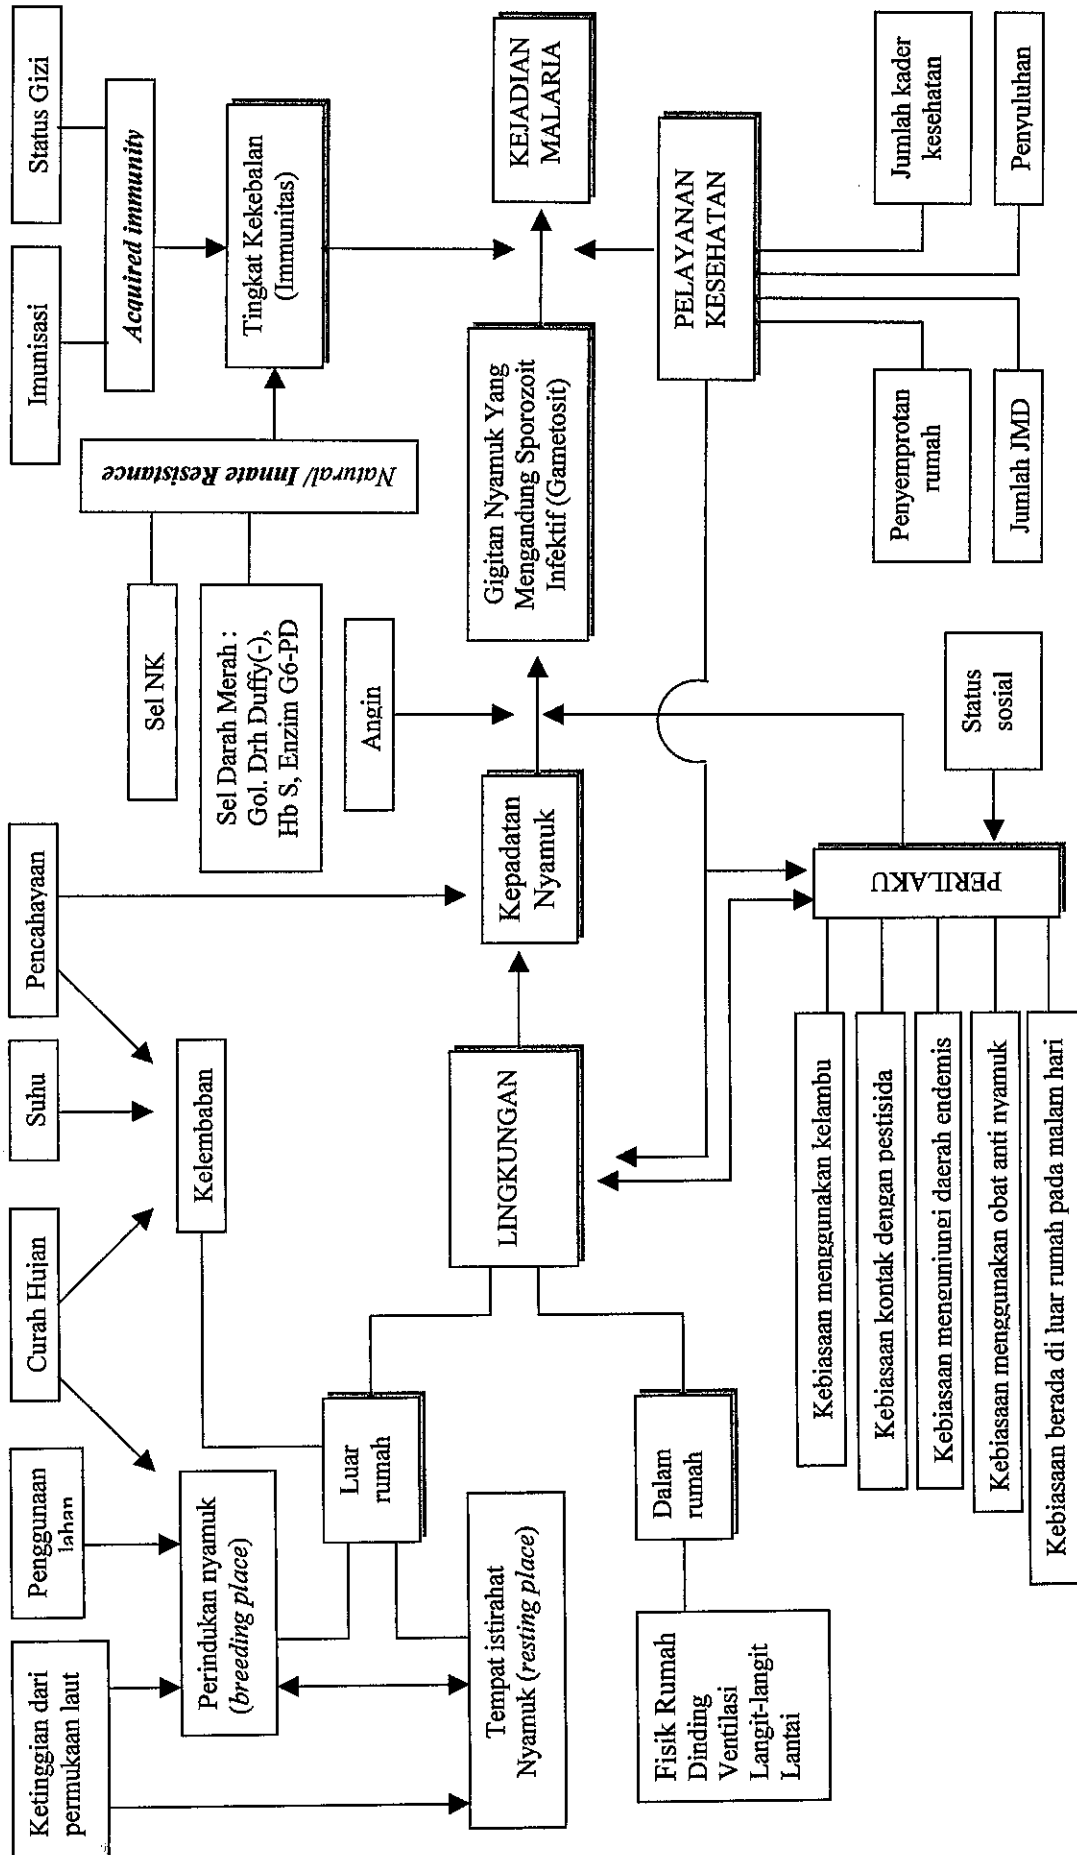 Ketinggian dari
permukaan laut
Penggunaan
lahan
Curah Hujan
Suhu
Pencahayaan
Imunisasi
Status Gizi
Acquired immunity
Natural/ Innate Resistance
Sel NK
Sel Darah Merah :
Gol. Drh Duffy(-),
Hb S, Enzim G6-PD
Tingkat Kekebalan
(Immunitas)
Perindukan nyamuk
(breeding place)
Kelembaban
Angin
Luar
rumah
Tempat istirahat
Nyamuk (resting place)
LINGKUNGAN
Kepadatan
Nyamuk
Gigitan Nyamuk Yang
Mengandung Sporozoit
Infektif (Gametosit)
KEJADIAN
MALARIA
Dalam
rumah
Fisik Rumah
Dinding
Ventilasi
Langit-langit
Lantai
PELAYANAN
KESEHATAN
Penyemprotan
rumah
Jumlah JMD
Jumlah kader
kesehatan
Penyuluhan
PERILAKU
Status
sosial
Kebiasaan menggunakan kelambu
Kebiasaan kontak dengan pestisida
Kebiasaan mengunjungi daerah endemis
Kebiasaan menggunakan obat anti nyamuk
Kebiasaan berada di luar rumah pada malam hari